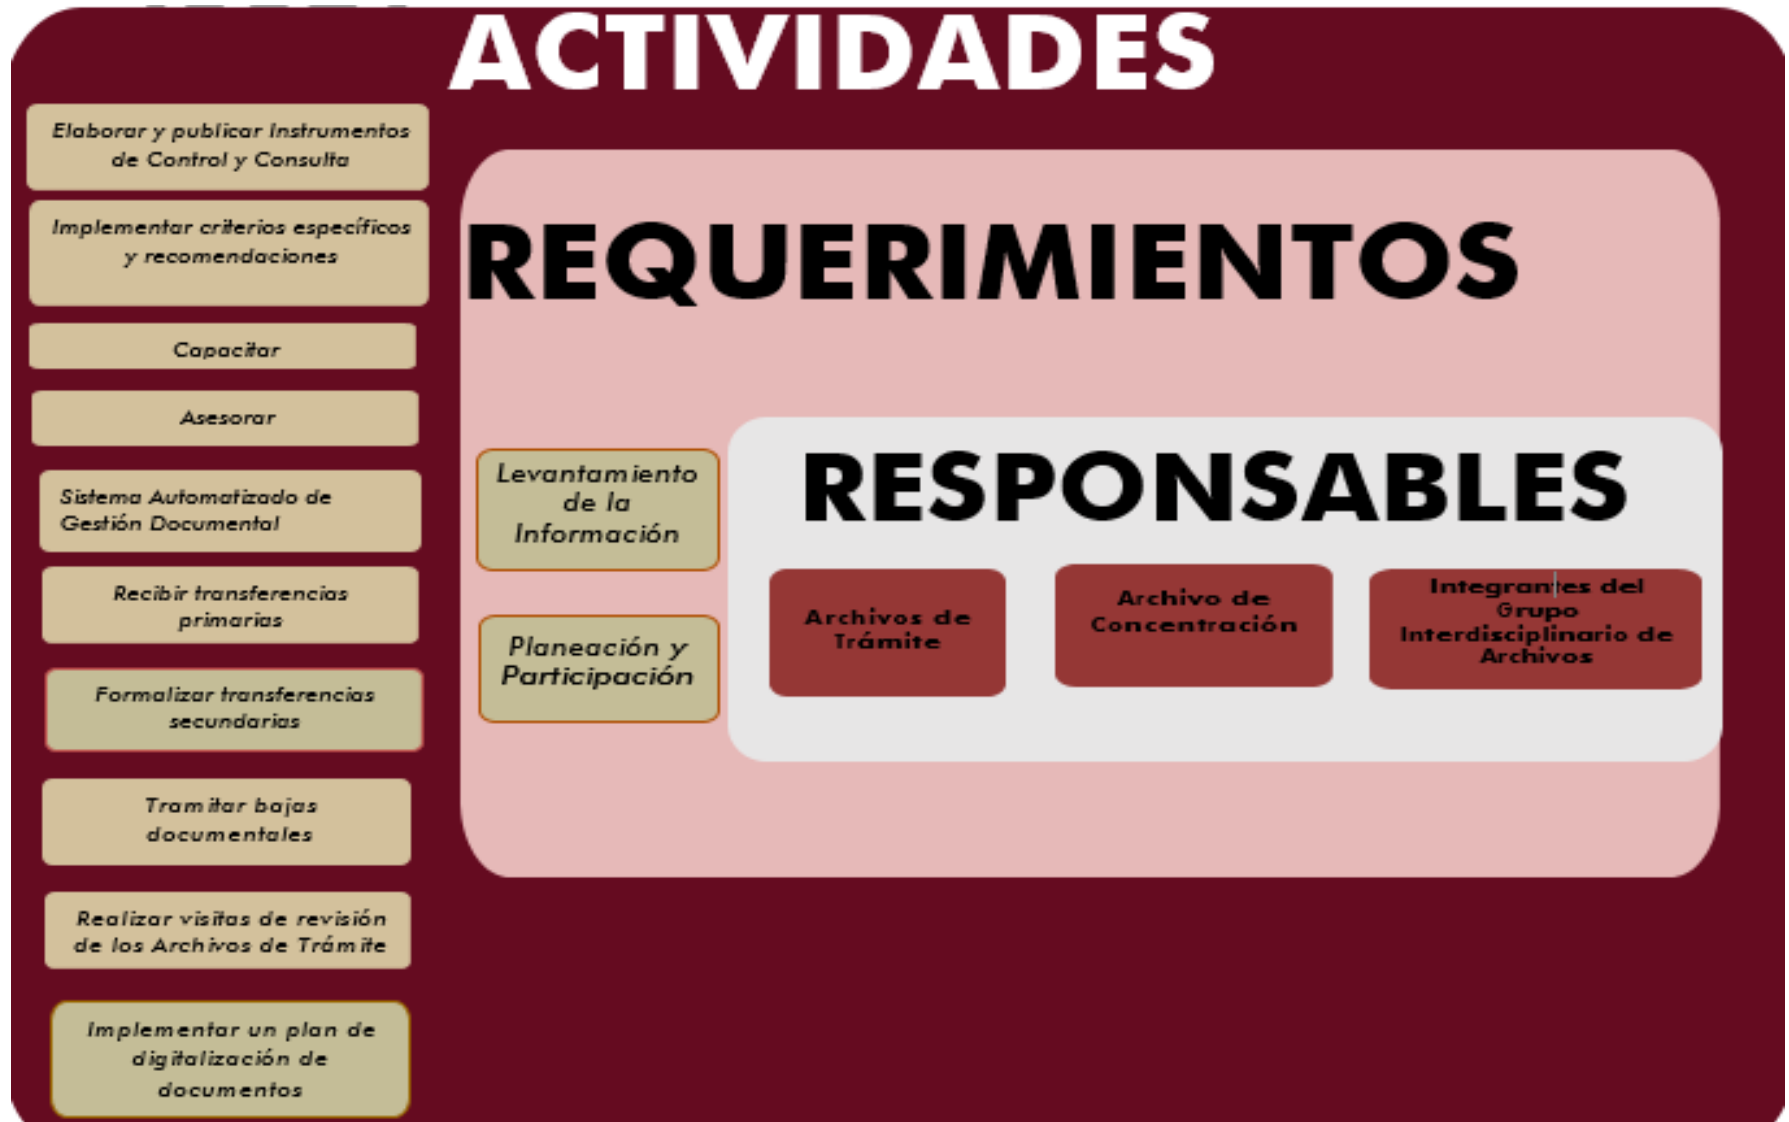 ACTIVIDADES
Elaborar y publicar Instrumentos
de Control y Consulta
Implementar criterios específicos
y recomendaciones
Capacitar
Asesorar
Sistema Automatizado de
Gestión Documental
Recibir transferencias
primarias
Formalizar transferencias
secundarias
Tramitar bajas
documentales
Realizar visitas de revisión
de los Archivos de Trámite
Implementar un plan de
digitalización de
documentos
REQUERIMIENTOS
Levantamiento
de la
Información
Planeación y
Participación
RESPONSABLES
Archivos de
Trámite
Archivo de
Concentración
Integrantes del
Grupo
Interdisciplinario de
Archivos